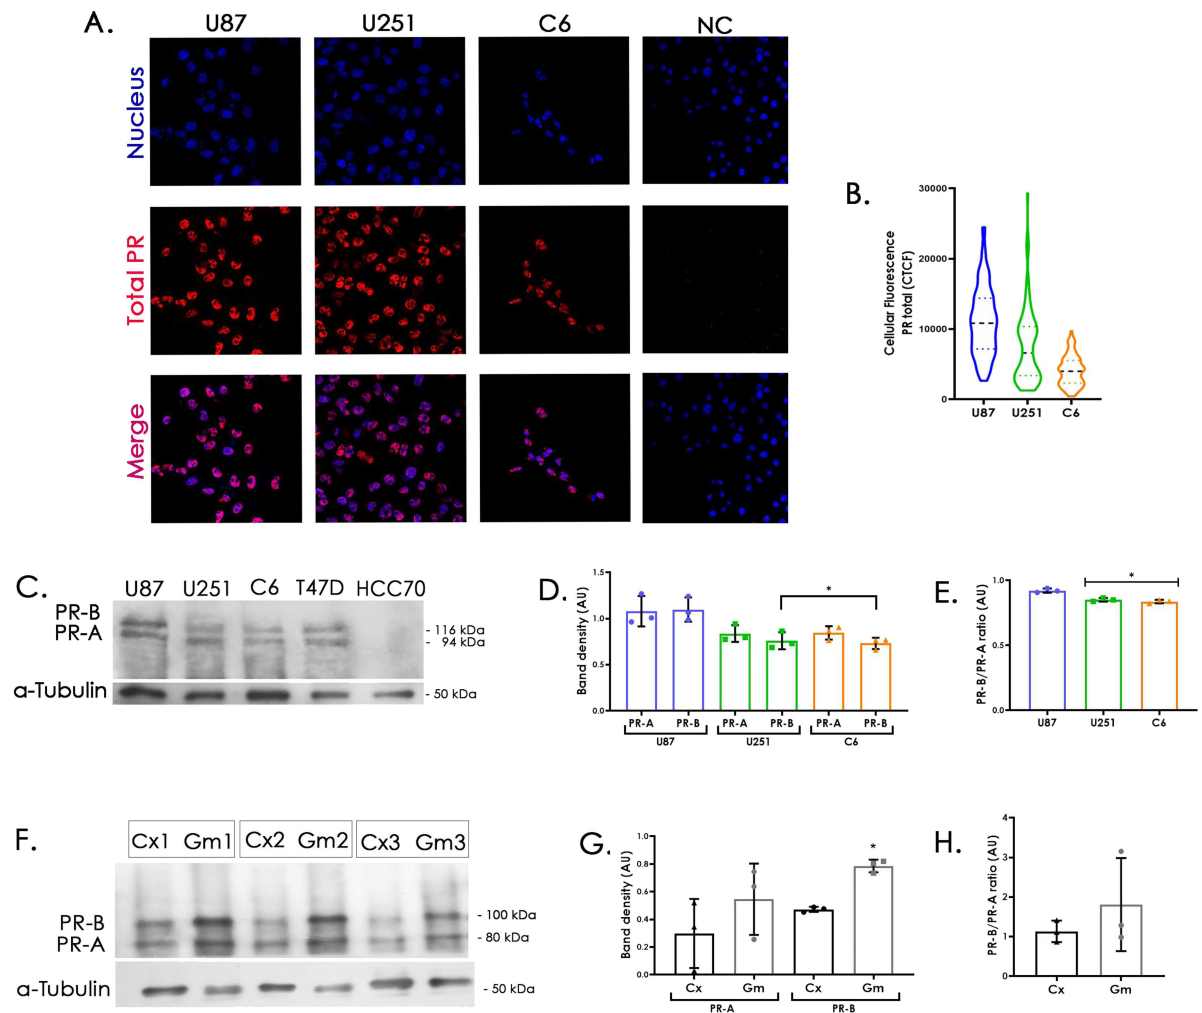 A.
U87 U251 C6 NC
Nucleus
Total PR
Merge
B.
Cellular Fluorescence
PR total (CTCF)
30000
20000
10000
0
U87 U251 C6
C.
U87 U251 C6 T47D HCC70
PR-B
PR-A
- 116 kDa
- 94 kDa
α-Tubulin
- 50 kDa
D.
Band density (AU)
1.5
1.0
0.5
0.0
*
PR-A PR-B PR-A PR-B PR-A PR-B
U87 U251 C6
E.
PR-B/PR-A ratio (AU)
1.0
0.5
0.0
*
U87 U251 C6
F.
Cx1 Gm1 Cx2 Gm2 Cx3 Gm3
PR-B
PR-A
- 100 kDa
- 80 kDa
α-Tubulin
- 50 kDa
G.
Band density (AU)
1.0
0.8
0.6
0.4
0.2
0.0
*
Cx Gm Cx Gm
PR-A PR-B
H.
PR-B/PR-A ratio (AU)
4
3
2
1
0
Cx Gm